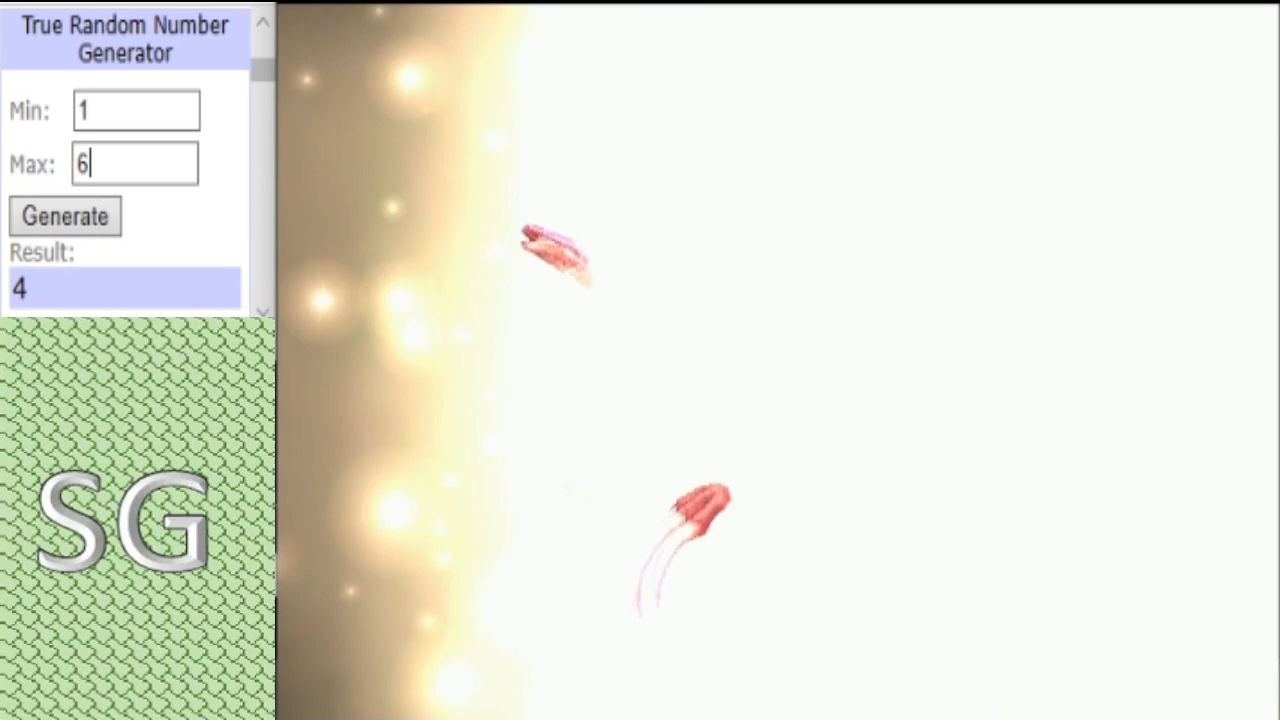 True Random Number
Generator
Min: 1
Max: 6
Generate
Result:
4
SG